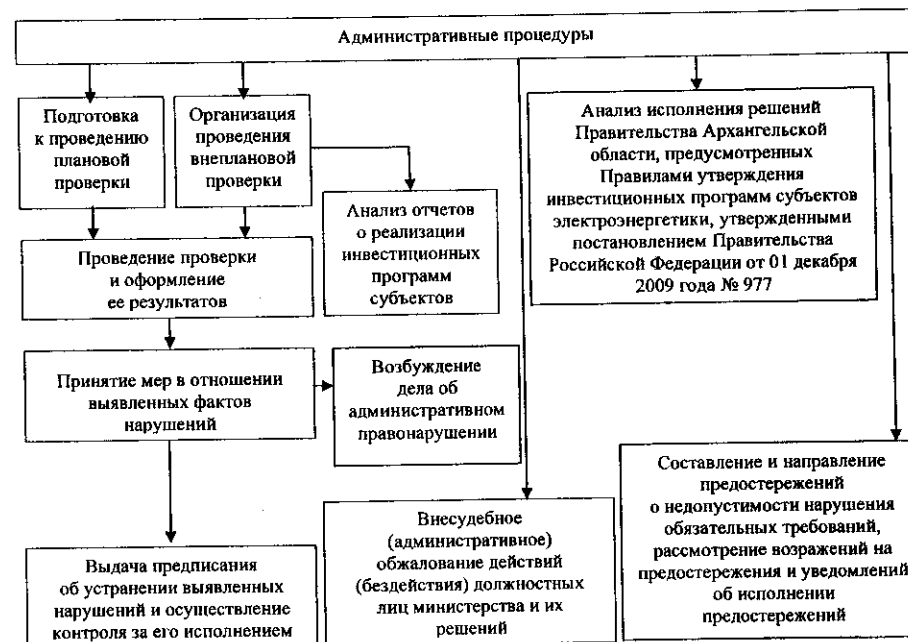 Административные процедуры
Подготовка
к проведению
плановой
проверки
Организация
проведения
внеплановой
проверки
Анализ отчетов
о реализации
инвестиционных
программ
субъектов
Анализ исполнения решений
Правительства Архангельской
области, предусмотренных
Правилами утверждения
инвестиционных программ субъектов
электроэнергетики, утвержденными
постановлением Правительства
Российской Федерации от 01 декабря
2009 года № 977
Проведение проверки
и оформление
ее результатов
Принятие мер в отношении
выявленных фактов
нарушений
Возбуждение
дела об
административном
правонарушении
Выдача предписания
об устранении выявленных
нарушений и осуществление
контроля за его исполнением
Внесудебное
(административное)
обжалование действий
(бездействия) должностных
лиц министерства и их
решений
Составление и направление
предостережений
о недопустимости нарушения
обязательных требований,
рассмотрение возражений на
предостережения и уведомлений
об исполнении
предостережений